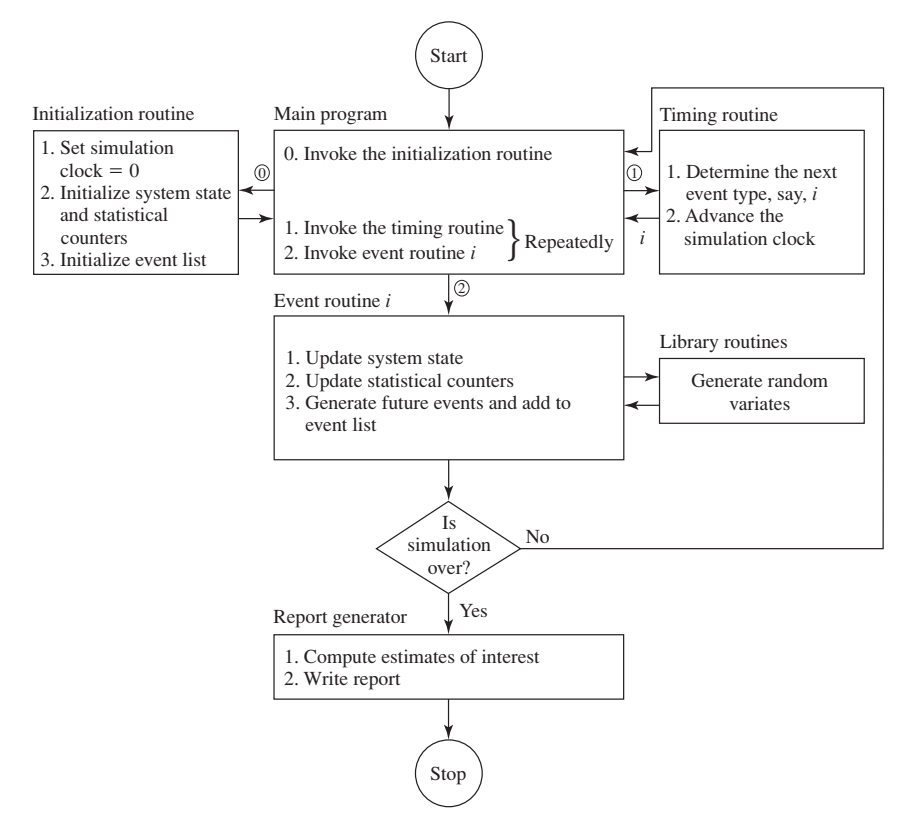 Start
Initialization routine
1. Set simulation
clock = 0
2. Initialize system state
and statistical
counters
3. Initialize event list
⓪
Main program
0. Invoke the initialization routine
1. Invoke the timing routine
2. Invoke event routine i
} Repeatedly
①
i
Timing routine
1. Determine the next
event type, say, i
2. Advance the
simulation clock
②
Event routine i
1. Update system state
2. Update statistical counters
3. Generate future events and add to
event list
Library routines
Generate random
variates
Is
simulation
over?
No
Yes
Report generator
1. Compute estimates of interest
2. Write report
Stop